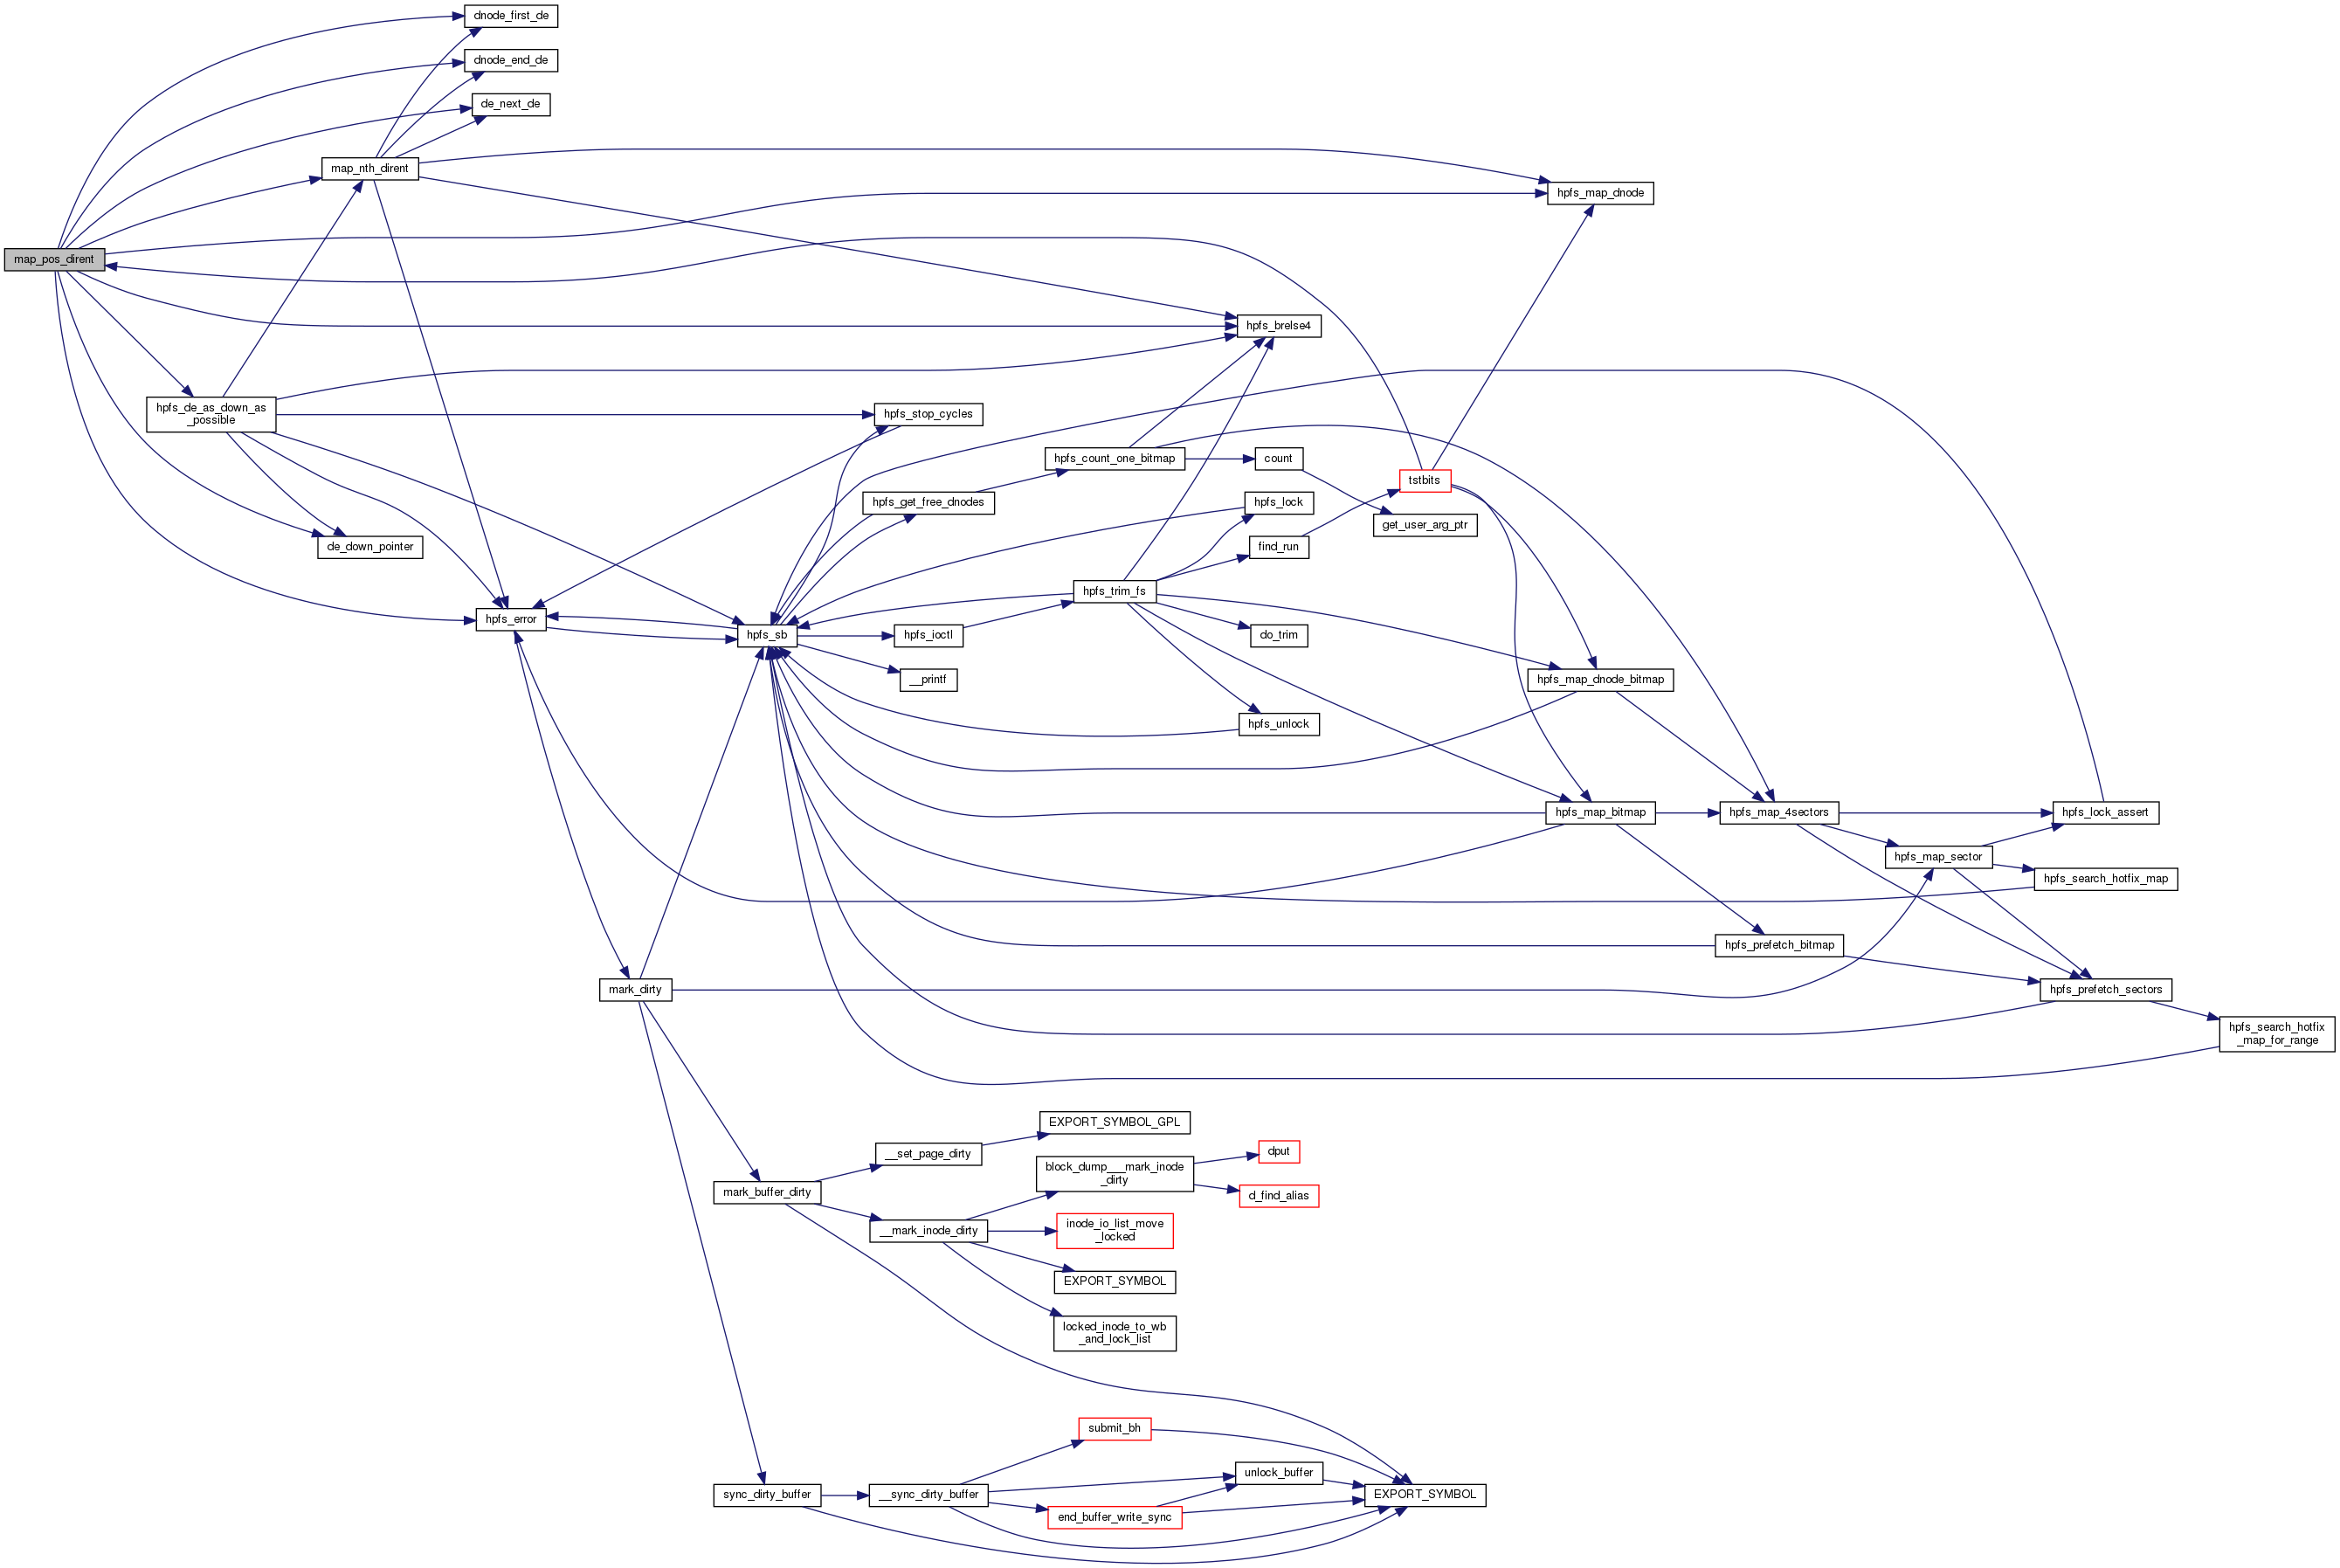 dnode_first_de
dnode_end_de
de_next_de
map_nth_dirent
hpfs_map_dnode
map_pos_dirent
hpfs_brelse4
hpfs_de_as_down_as
_possible
hpfs_stop_cycles
hpfs_count_one_bitmap
count
tstbits
hpfs_get_free_dnodes
hpfs_lock
get_user_arg_ptr
de_down_pointer
find_run
hpfs_trim_fs
hpfs_error
hpfs_sb
hpfs_ioctl
do_trim
__printf
hpfs_map_dnode_bitmap
hpfs_unlock
hpfs_map_bitmap
hpfs_map_4sectors
hpfs_lock_assert
hpfs_map_sector
hpfs_search_hotfix_map
hpfs_prefetch_bitmap
mark_dirty
hpfs_prefetch_sectors
hpfs_search_hotfix
_map_for_range
EXPORT_SYMBOL_GPL
__set_page_dirty
block_dump___mark_inode
_dirty
dput
mark_buffer_dirty
d_find_alias
__mark_inode_dirty
inode_io_list_move
_locked
EXPORT_SYMBOL
locked_inode_to_wb
_and_lock_list
submit_bh
unlock_buffer
sync_dirty_buffer
__sync_dirty_buffer
EXPORT_SYMBOL
end_buffer_write_sync